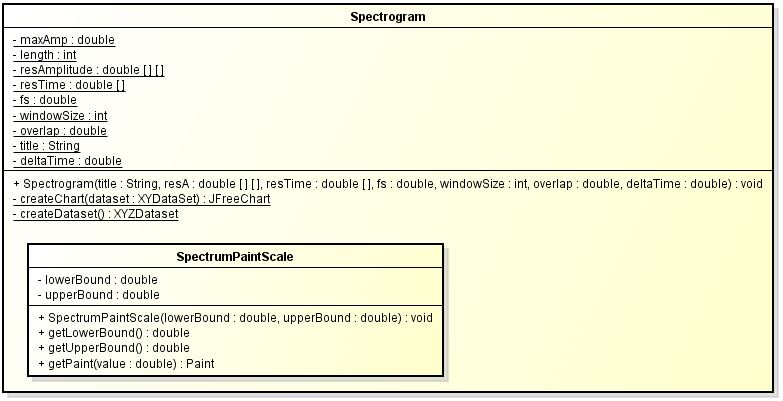 Spectrogram
- maxAmp : double
- length : int
- resAmplitude : double [ ] [ ]
- resTime : double [ ]
- fs : double
- windowSize : int
- overlap : double
- title : String
- deltaTime : double
+ Spectrogram(title : String, resA : double [ ] [ ], resTime : double [ ], fs : double, windowSize : int, overlap : double, deltaTime : double) : void
- createChart(dataset : XYDataSet) : JFreeChart
- createDataset() : XYZDataset
SpectrumPaintScale
- lowerBound : double
- upperBound : double
+ SpectrumPaintScale(lowerBound : double, upperBound : double) : void
+ getLowerBound() : double
+ getUpperBound() : double
+ getPaint(value : double) : Paint